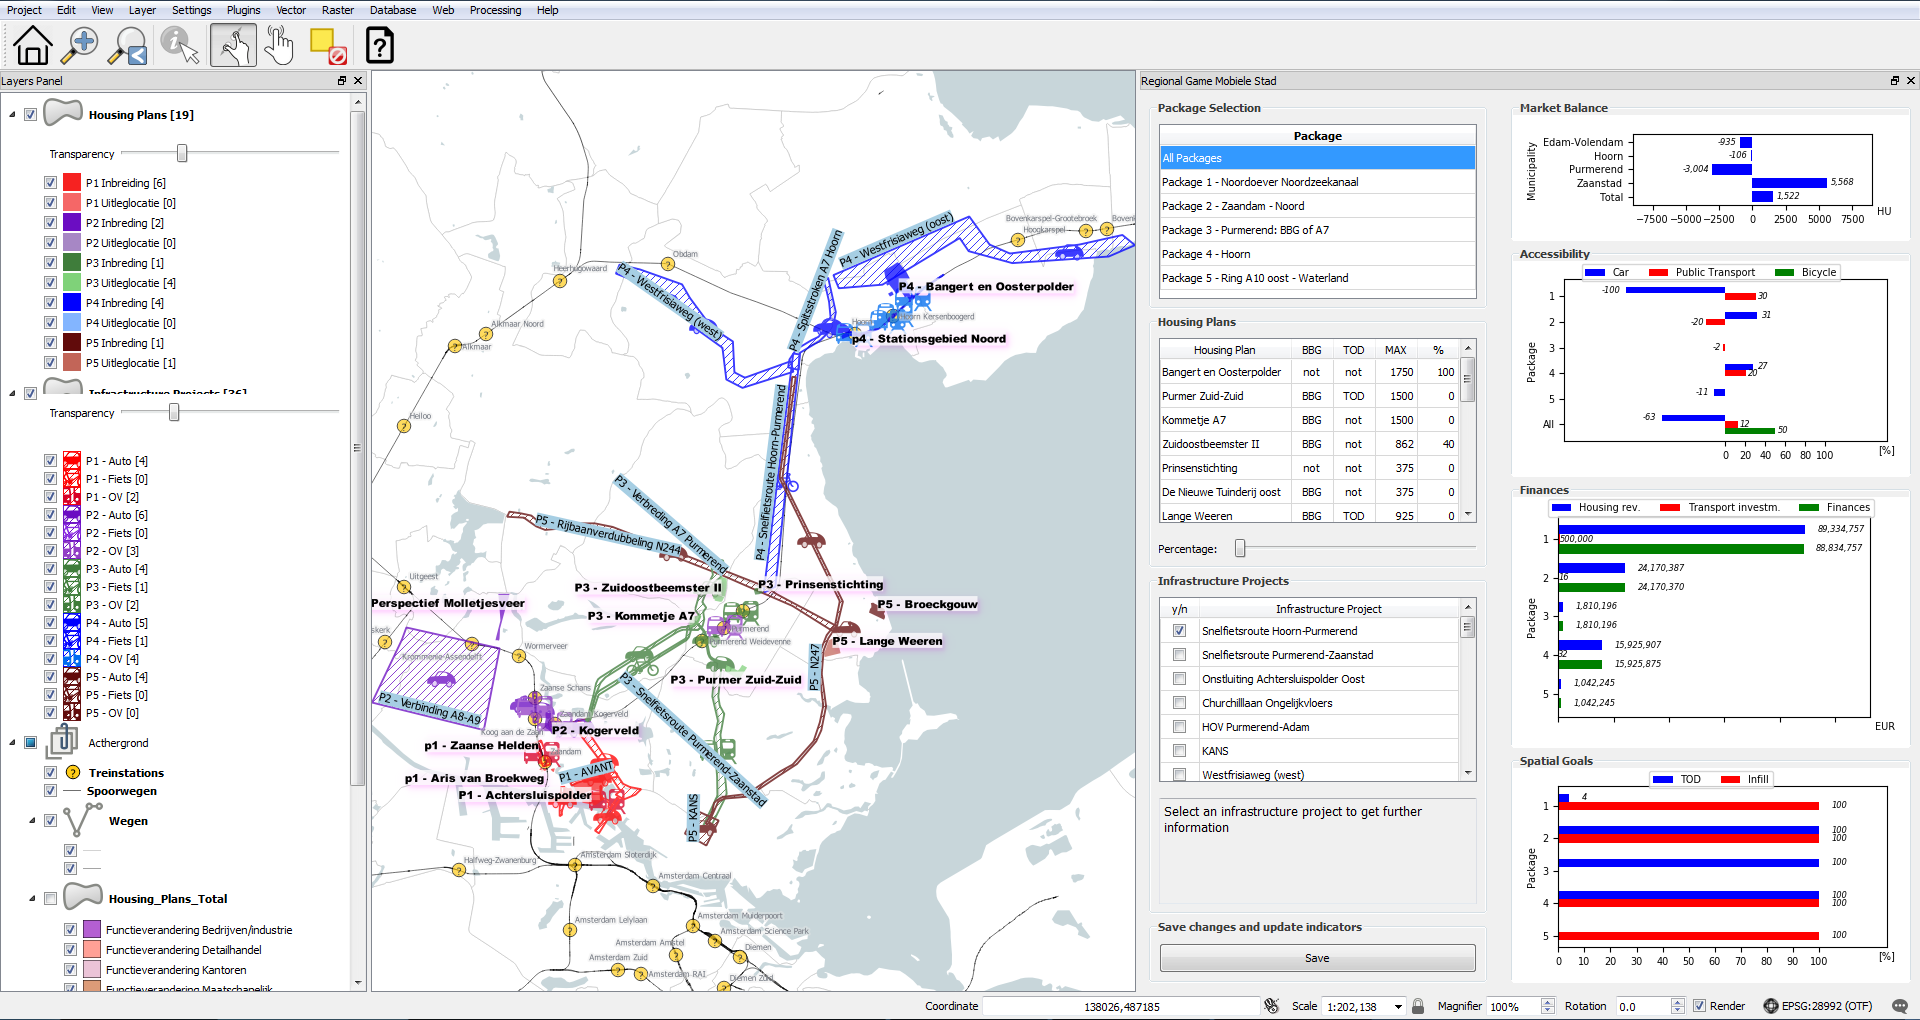 Project Edit View Layer Settings Plugins Vector Raster Database Web Processing Help
Layers Panel
Housing Plans [19]
Transparency
P1 Inbreiding [6]
P1 Uitleglocatie [0]
P2 Inbreding [2]
P2 Uitleglocatie [0]
P3 Inbreding [1]
P3 Uitleglocatie [4]
P4 Inbreding [4]
P4 Uitleglocatie [0]
P5 Inbreding [1]
P5 Uitleglocatie [1]
Infrastructure Projects [36]
Transparency
P1 - Auto [4]
P1 - Fiets [0]
P1 - OV [2]
P2 - Auto [6]
P2 - Fiets [0]
P2 - OV [3]
P3 - Auto [4]
P3 - Fiets [1]
P3 - OV [2]
P4 - Auto [5]
P4 - Fiets [1]
P4 - OV [4]
P5 - Auto [4]
P5 - Fiets [0]
P5 - OV [0]
Achtergrond
Treinstations
Spoorwegen
Wegen
Housing_Plans_Total
Functieverandering Bedrijven/industrie
Functieverandering Detailhandel
Functieverandering Kantoren
Functieverandering Maatschappelijk
P4 - Westfrisiaweg (oost)
Bovenkarspel-Grootebroek
Hoogkarspel
Obdam
Heerhugowaard
P4 - Westfrisiaweg (west)
P4 - Spitsstroken A7 Hoorn
P4 - Bangert en Oosterpolder
Hoorn Kersenboogerd
Alkmaar Noord
p4 - Stationsgebied Noord
Alkmaar
Heiloo
P4 - Snelfietsroute Hoorn-Purmerend
P3 - Verbreding A7 Purmerend
P5 - Rijbaanverdubbeling N244
Uitgeest
P3 - Zuidoostbeemster II
P3 - Prinsenstichting
Perspectief Molletjesveer
P3 - Kommetje A7
P5 - Broeckgouw
Purmerend
Purmerend Weidevenne
P5 - Lange Weeren
Wormerveer
Krommenie-Assendelft
P5 - N247
P3 - Purmer Zuid-Zuid
Zaanse Schans
P2 - Verbinding A8-A9
Zaandam Kogerveld
Koog aan de Zaan
P2 - Kogerveld
P3 - Snelfietsroute Purmerend-Zaanstad
p1 - Zaanse Helden
Zaandam
P1 - AVANT
p1 - Aris van Broekweg
P1 - Achtersluispolder
P5 - KANS
Halfweg-Zwanenburg
Amsterdam Sloterdijk
Amsterdam Centraal
Amsterdam Lelylaan
Amsterdam Muiderpoort
Amsterdam Science Park
Amsterdam Amstel
Diemen
Amsterdam Zuid
Amsterdam RAI
Diemen Zuid
Regional Game Mobiele Stad
Package Selection
Package
All Packages
Package 1 - Noordoever Noordzeekanaal
Package 2 - Zaandam - Noord
Package 3 - Purmerend: BBG of A7
Package 4 - Hoorn
Package 5 - Ring A10 oost - Waterland
Housing Plans
Housing Plan BBG TOD MAX %
Bangert en Oosterpolder not not 1750 100
Purmer Zuid-Zuid BBG TOD 1500 0
Kommetje A7 BBG not 1500 0
Zuidoostbeemster II BBG not 862 40
Prinsenstichting not not 375 0
De Nieuwe Tuinderij oost BBG not 375 0
Lange Weeren BBG TOD 925 0
Percentage:
Infrastructure Projects
y/n Infrastructure Project
Snelfietsroute Hoorn-Purmerend
Snelfietsroute Purmerend-Zaanstad
Onstluiting Achtersluispolder Oost
Churchilllaan Ongelijkvloers
HOV Purmerend-Adam
KANS
Westfrisiaweg (west)
Select an infrastructure project to get further
information
Save changes and update indicators
Save
Market Balance
Municipality
Edam-Volendam -935
Hoorn -106
Purmerend -3,004
Zaanstad 5,568
Total 1,522
HU
−7500 −5000 −2500 0 2500 5000 7500
Accessibility
Car Public Transport Bicycle
Package
1 -100 30
2 31 -20
3 -2
4 27 20
5 -11
All -63 12 50
0 20 40 60 80 100 [%]
Finances
Housing rev. Transport investm. Finances
Package
1 89,334,757 500,000 88,834,757
2 24,170,387 16 24,170,370
3 1,810,196 1,810,196
4 15,925,907 32 15,925,875
5 1,042,245 1,042,245
EUR
Spatial Goals
TOD Infill
Package
1 4 100
2 100 100
3 100
4 100 100
5 100
0 10 20 30 40 50 60 70 80 90 100 [%]
Coordinate 138026,487185 Scale 1:202,138 Magnifier 100% Rotation 0.0 Render EPSG:28992 (OTF)